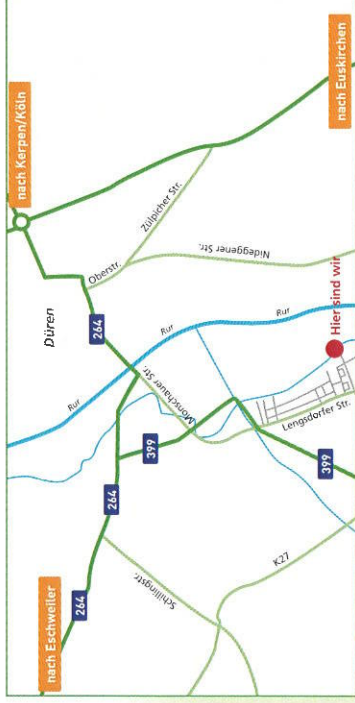 nach Kerpen/Köln
nach Euskirchen
nach Eschweiler
Düren
264
264
264
399
399
Oberstr.
Zülpicher Str.
Nideggener Str.
Monschauer Str.
Rur
Rur
Rur
Hier sind wir
Lengsdorfer Str.
Schillingstr.
K27